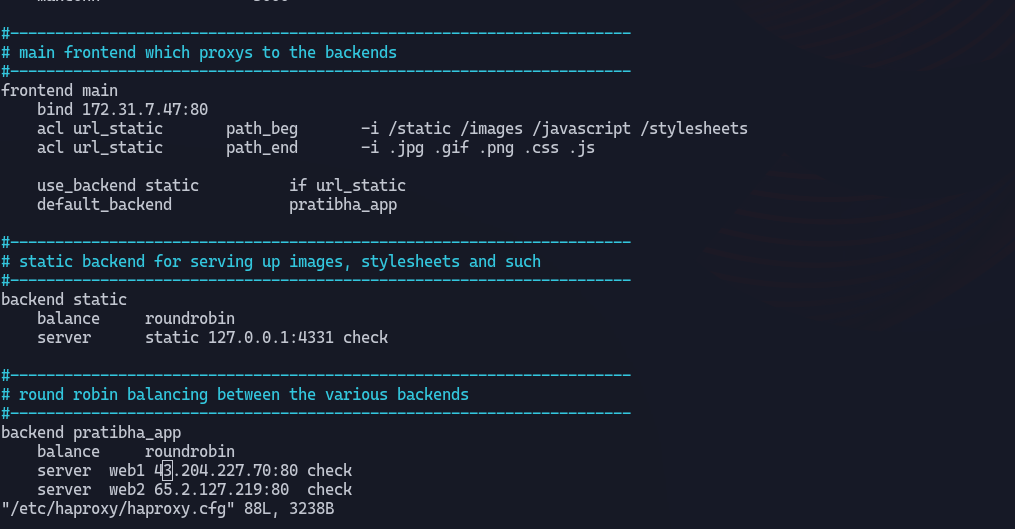 #---------------------------------------------------------------------
# main frontend which proxys to the backends
#---------------------------------------------------------------------
frontend main
    bind 172.31.7.47:80
    acl url_static       path_beg       -i /static /images /javascript /stylesheets
    acl url_static       path_end       -i .jpg .gif .png .css .js

    use_backend static          if url_static
    default_backend             pratibha_app

#---------------------------------------------------------------------
# static backend for serving up images, stylesheets and such
#---------------------------------------------------------------------
backend static
    balance     roundrobin
    server      static 127.0.0.1:4331 check

#---------------------------------------------------------------------
# round robin balancing between the various backends
#---------------------------------------------------------------------
backend pratibha_app
    balance     roundrobin
    server  web1 43.204.227.70:80 check
    server  web2 65.2.127.219:80  check
"/etc/haproxy/haproxy.cfg" 88L, 3238B